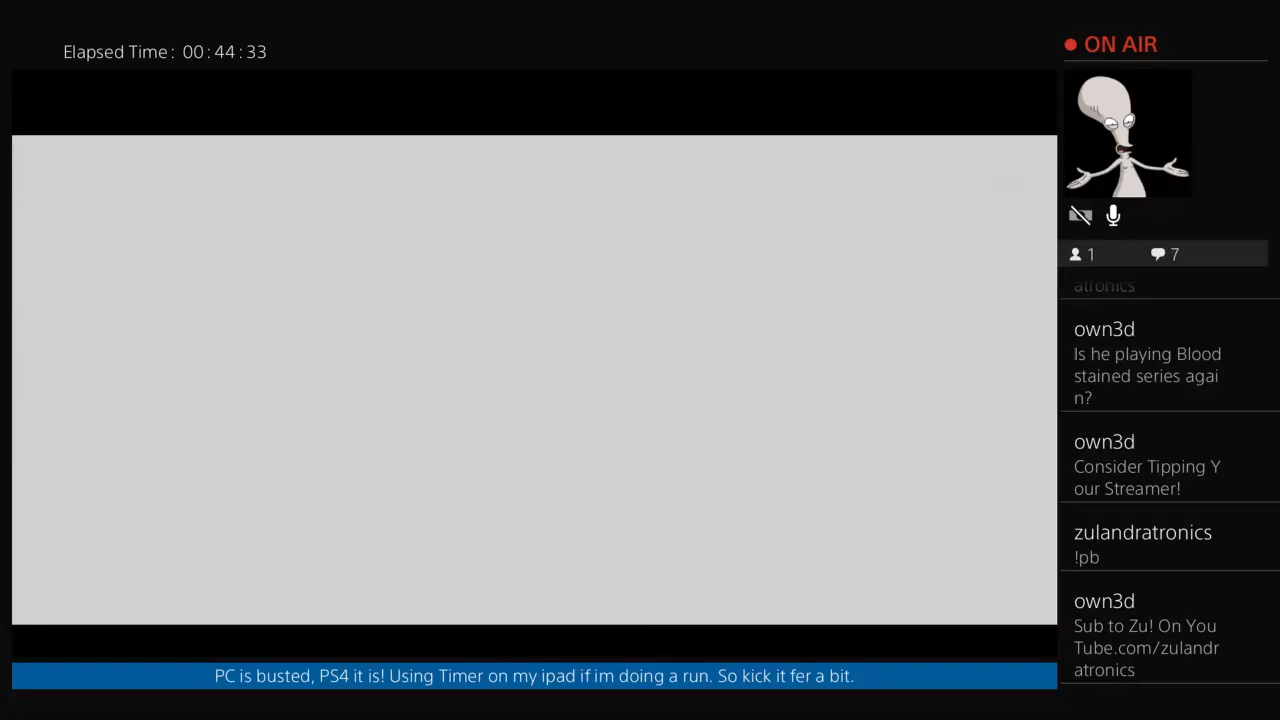 Elapsed Time: 00:44:33
ON AIR
1 7
atronics
own3d
Is he playing Blood
stained series agai
n?
own3d
Consider Tipping Y
our Streamer!
zulandratronics
!pb
own3d
Sub to Zu! On You
Tube.com/zulandr
atronics
PC is busted, PS4 it is! Using Timer on my ipad if im doing a run. So kick it fer a bit.